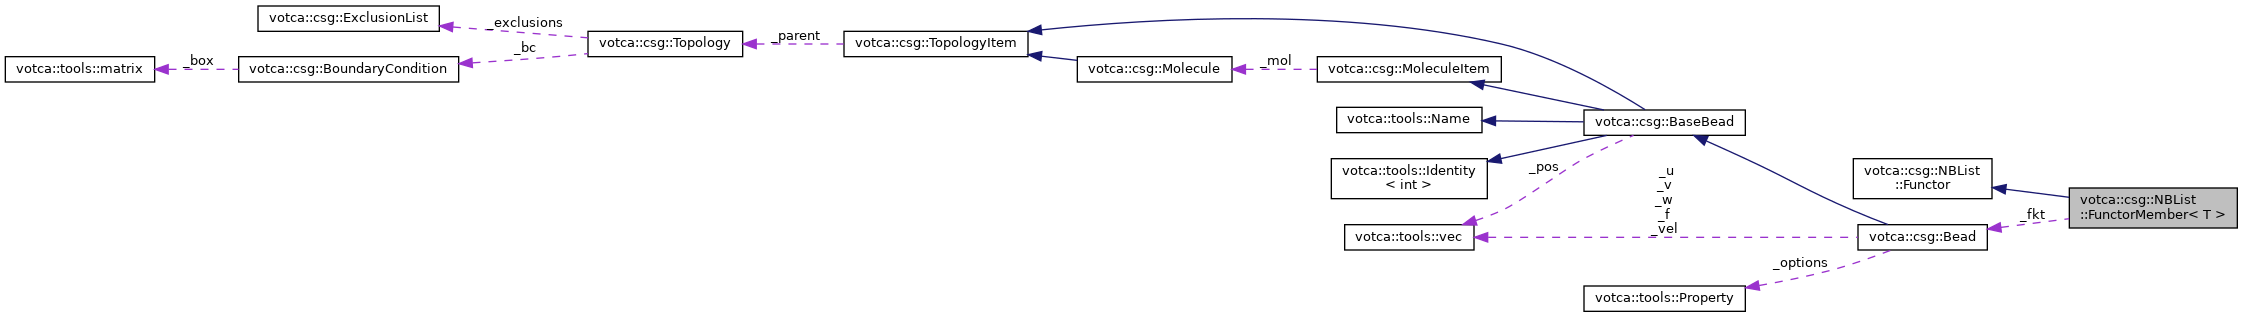 votca::csg::ExclusionList
_exclusions
votca::csg::Topology
_parent
votca::csg::TopologyItem
_bc
votca::tools::matrix
_box
votca::csg::BoundaryCondition
votca::csg::Molecule
_mol
votca::csg::MoleculeItem
votca::tools::Name
votca::csg::BaseBead
votca::tools::Identity
< int >
_pos
_u
_v
_w
_f
_vel
votca::csg::NBList
::Functor
votca::csg::NBList
::FunctorMember< T >
_fkt
votca::tools::vec
votca::csg::Bead
_options
votca::tools::Property